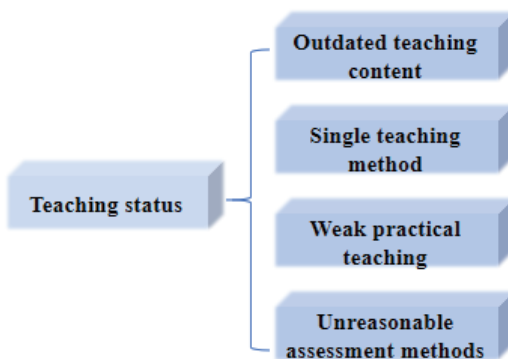 Outdated teaching
content
Single teaching
method
Teaching status
Weak practical
teaching
Unreasonable
assessment methods